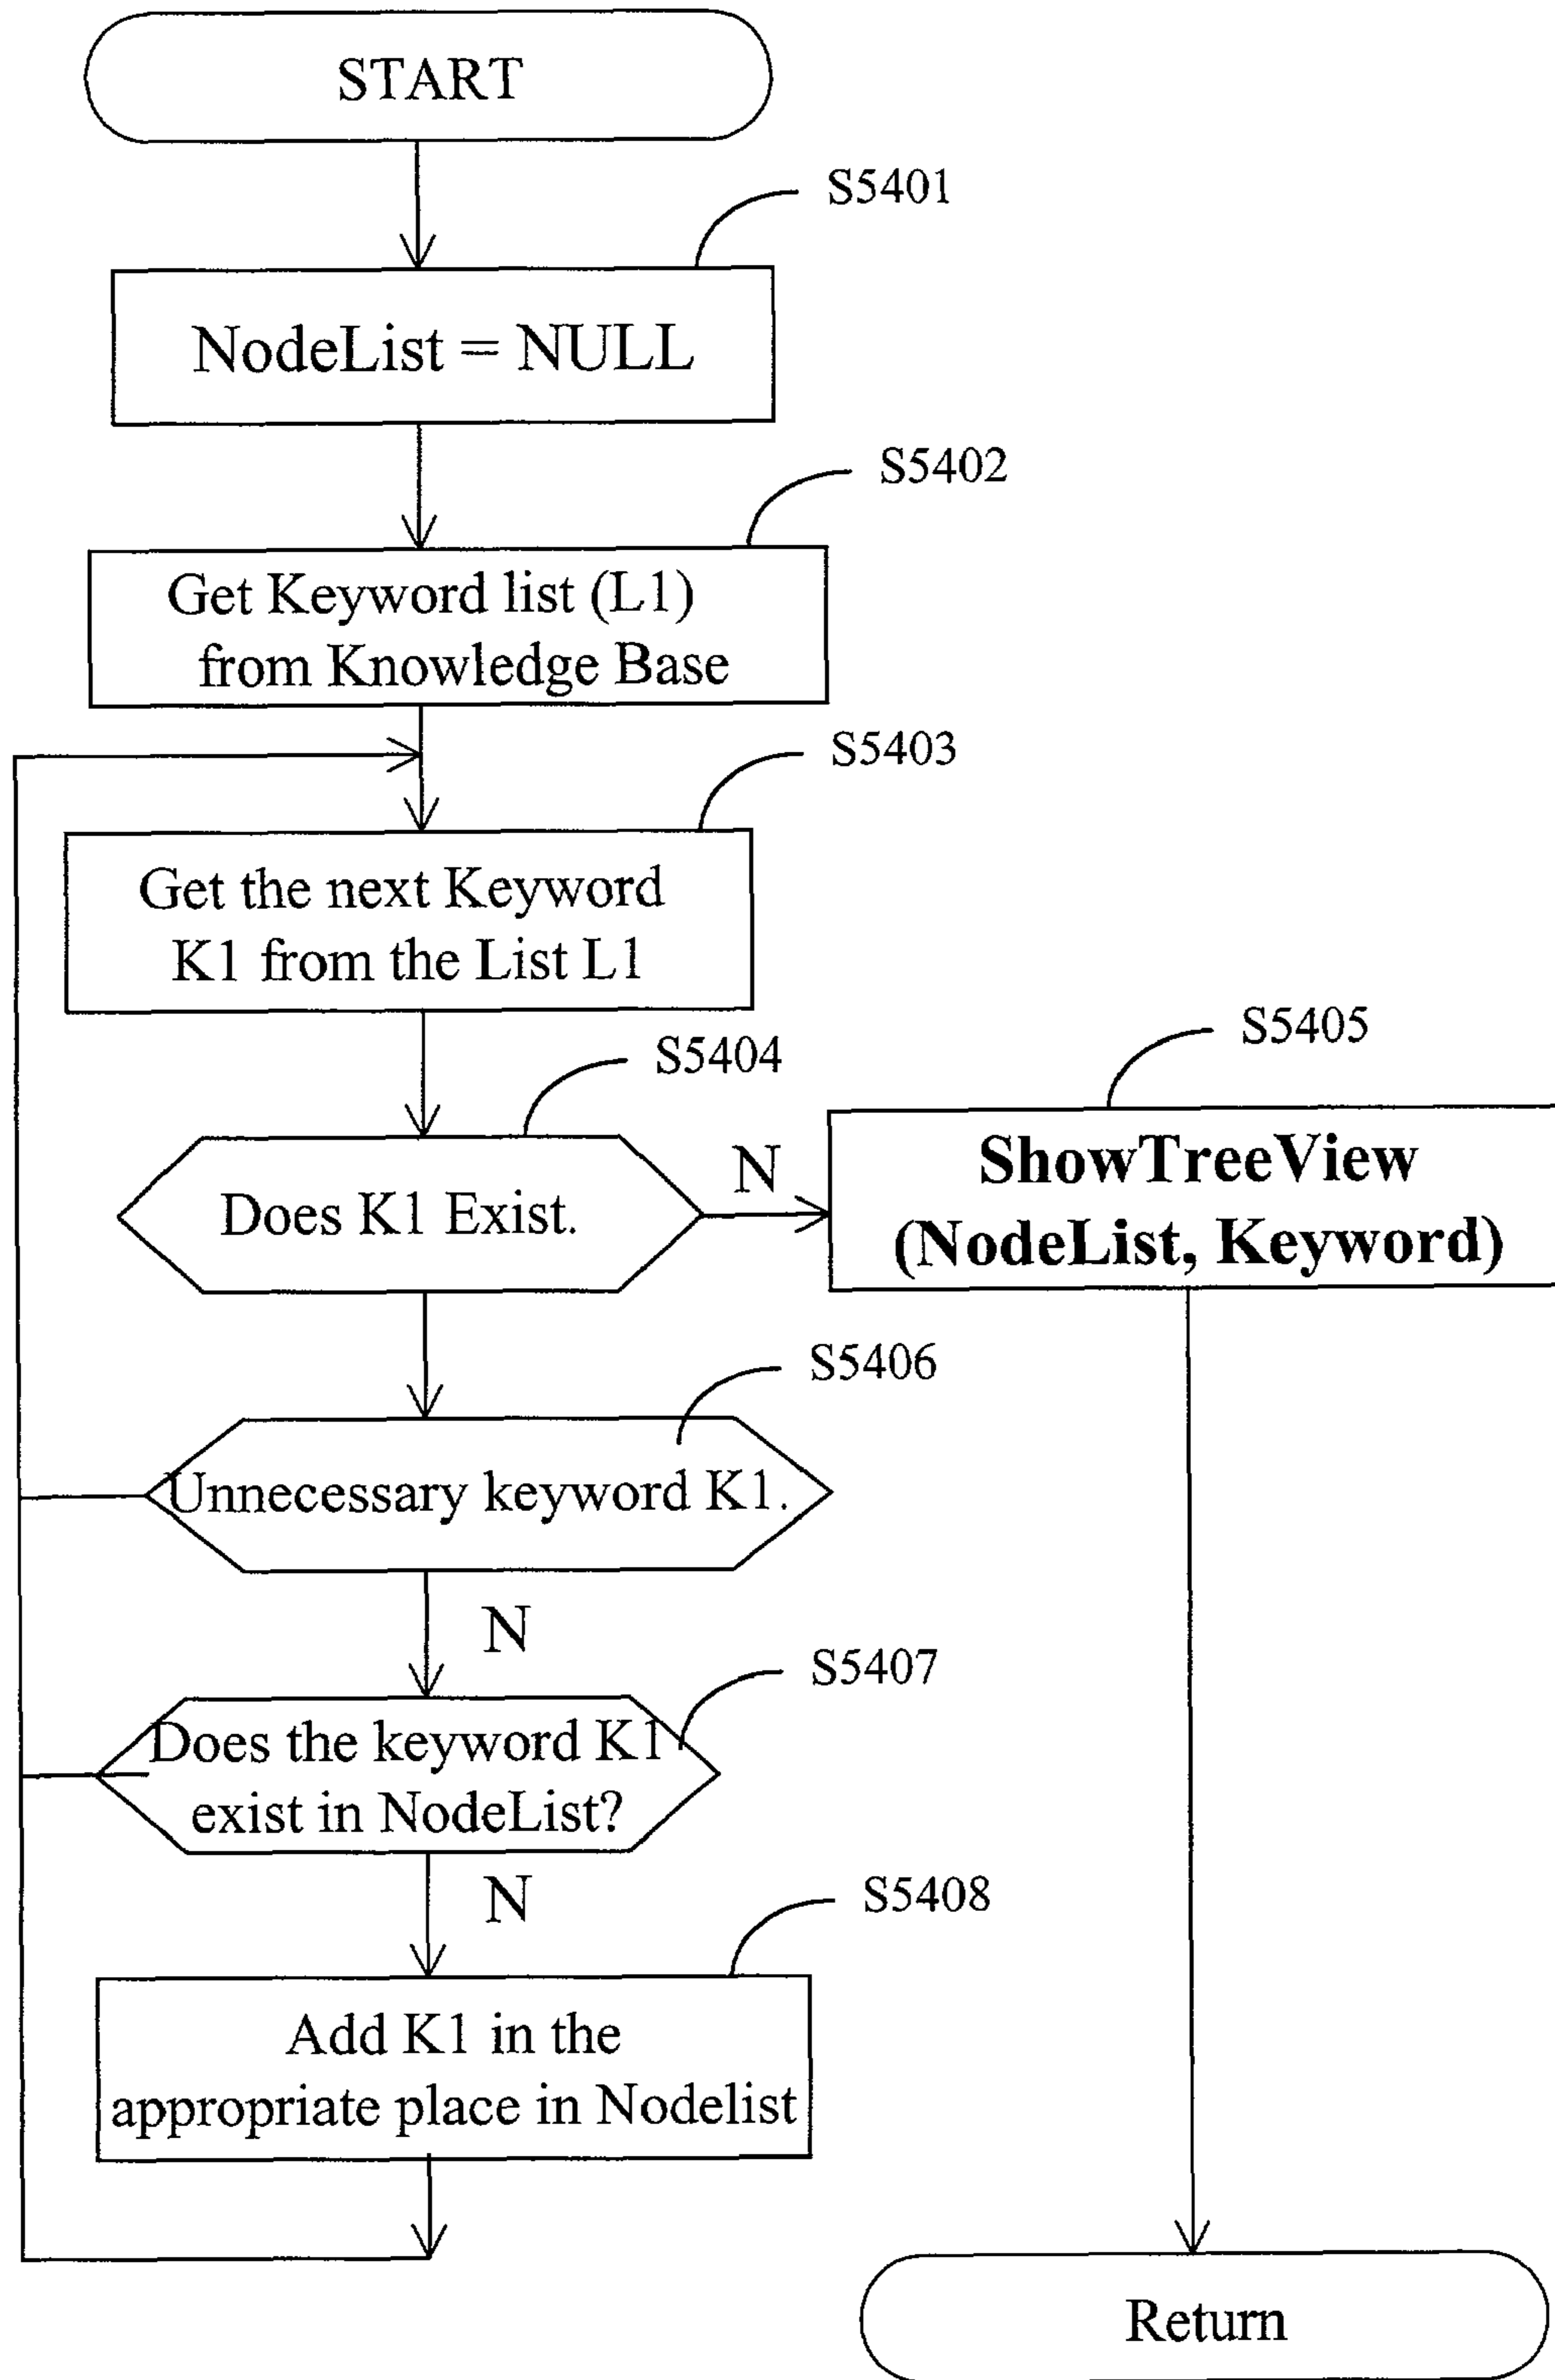 START
S5401
NodeList = NULL
S5402
Get Keyword list (L1)
from Knowledge Base
S5403
Get the next Keyword
K1 from the List L1
S5404
Does K1 Exist.
N
S5405
ShowTreeView
(NodeList, Keyword)
S5406
Unnecessary keyword K1.
N
S5407
Does the keyword K1
exist in NodeList?
N
S5408
Add K1 in the
appropriate place in Nodelist
Return